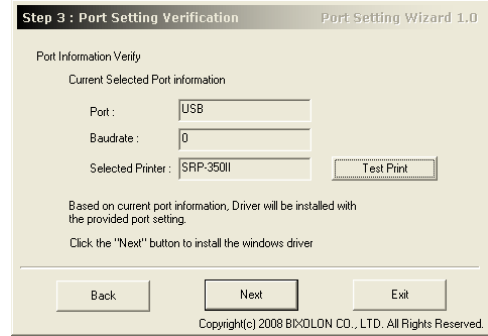 Step 3 : Port Setting Verification Port Setting Wizard 1.0
Port Information Verify
Current Selected Port information
Port : USB
Baudrate : 0
Selected Printer : SRP-350II Test Print
Based on current port information, Driver will be installed with
the provided port setting.
Click the "Next" button to install the windows driver
Back Next Exit
Copyright(c) 2008 BIXOLON CO., LTD. All Rights Reserved.